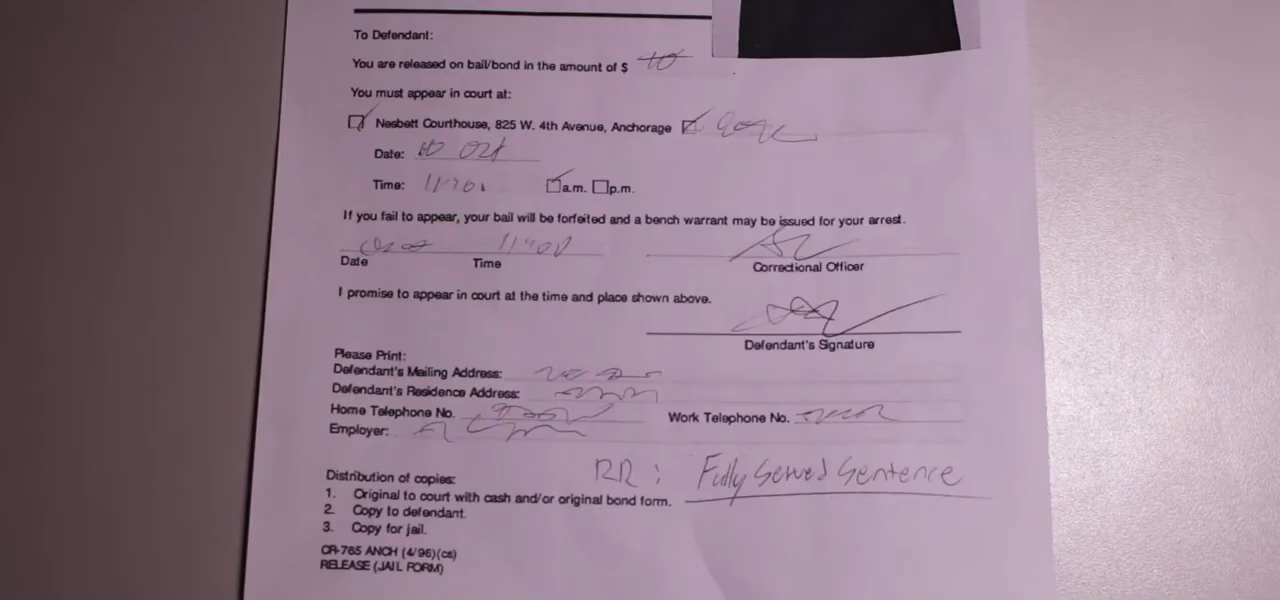 To Defendant:
You are released on bail/bond in the amount of $
You must appear in court at:
Nesbett Courthouse, 825 W. 4th Avenue, Anchorage
Date:
Time: a.m. p.m.
If you fail to appear, your bail will be forfeited and a bench warrant may be issued for your arrest.
Date Time Correctional Officer
I promise to appear in court at the time and place shown above.
Defendant's Signature
Please Print:
Defendant's Mailing Address:
Defendant's Residence Address:
Home Telephone No. Work Telephone No.
Employer:
RR: Fully Served Sentence
Distribution of copies:
1. Original to court with cash and/or original bond form.
2. Copy to defendant.
3. Copy for jail.
CR-765 ANCH (4/96)(cs)
RELEASE (JAIL FORM)